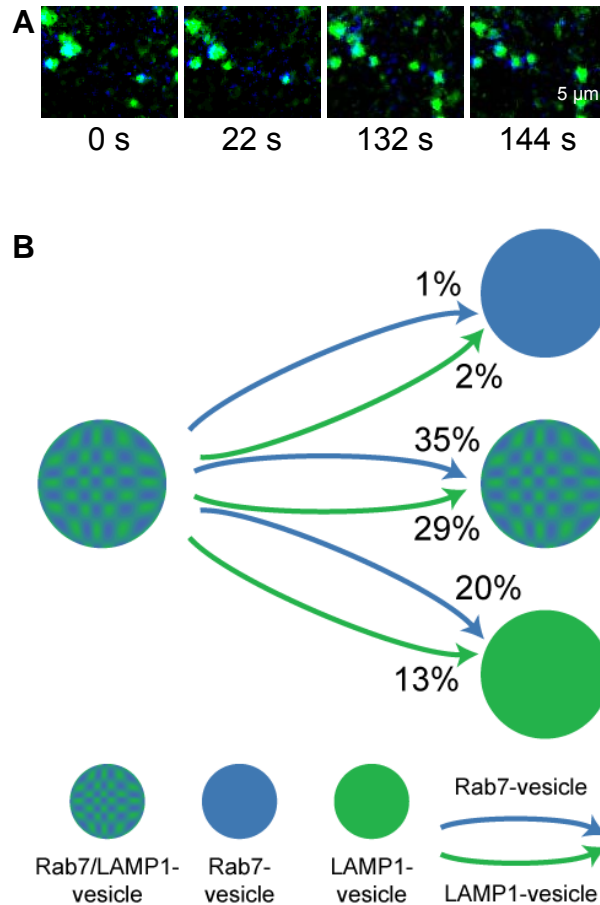 A
5 µm
0 s
22 s
132 s
144 s
B
1%
2%
35%
29%
20%
13%
Rab7/LAMP1-
vesicle
Rab7-
vesicle
LAMP1-
vesicle
Rab7-vesicle
LAMP1-vesicle